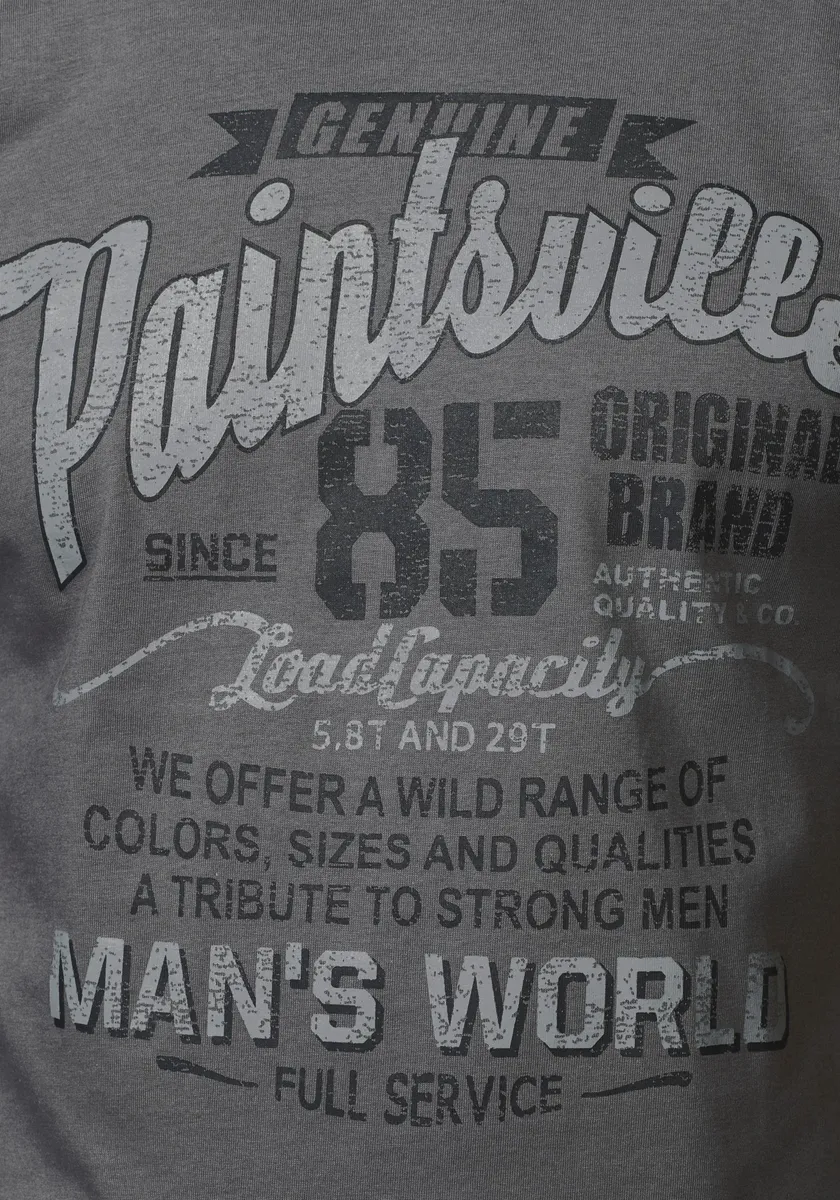 GENUINE
Paintsville
SINCE 85 ORIGINAL
BRAND
AUTHENTIC
QUALITY & CO.
Load Capacity
5,8T AND 29T
WE OFFER A WILD RANGE OF
COLORS, SIZES AND QUALITIES
A TRIBUTE TO STRONG MEN
MAN'S WORLD
FULL SERVICE